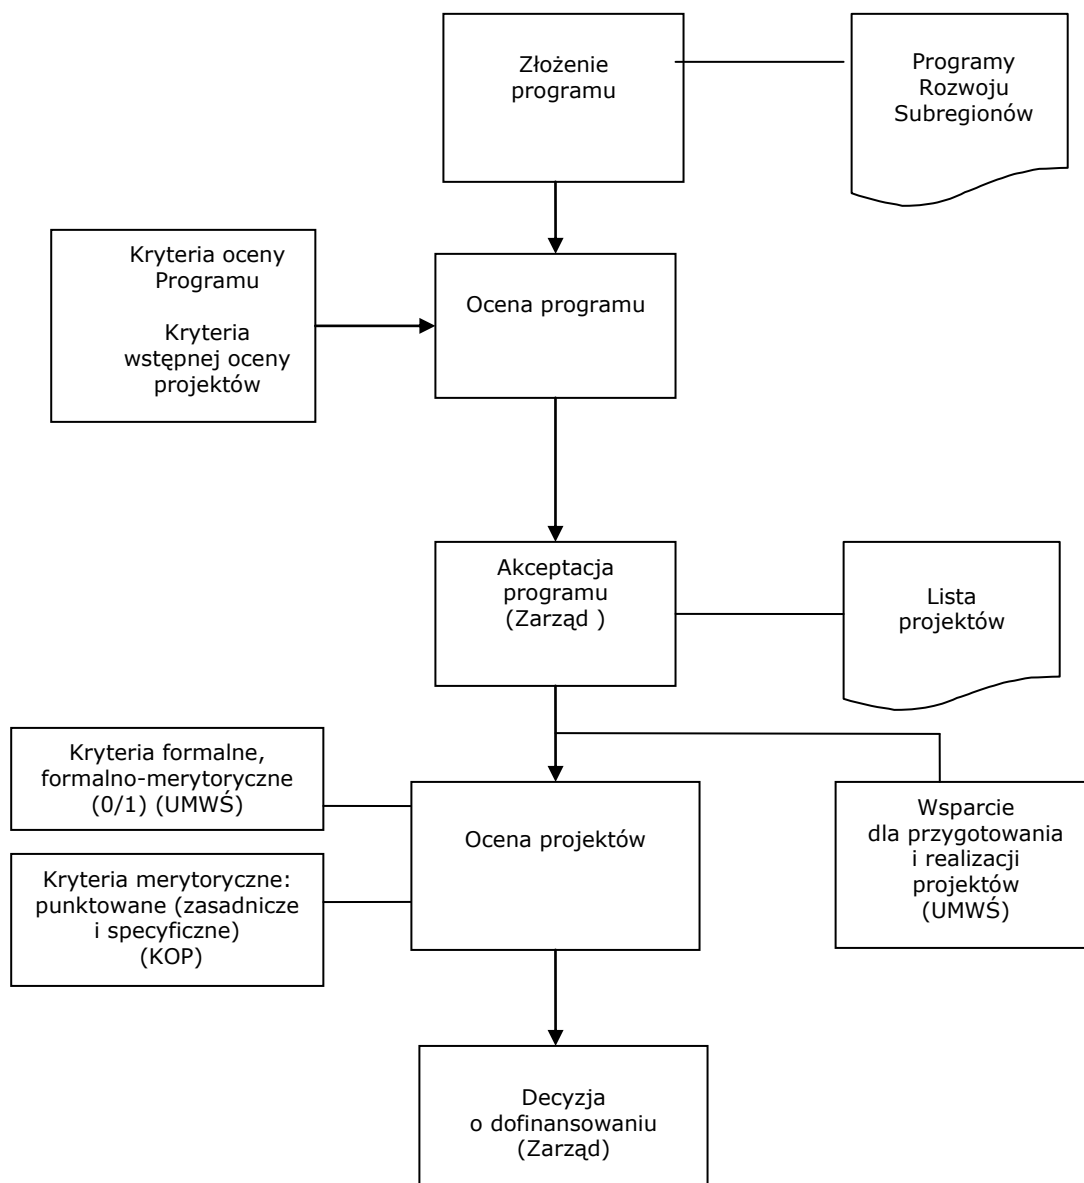 Złożenie
programu
Programy
Rozwoju
Subregionów
Kryteria oceny
Programu
Kryteria
wstępnej oceny
projektów
Ocena programu
Akceptacja
programu
(Zarząd )
Lista
projektów
Kryteria formalne,
formalno-merytoryczne
(0/1) (UMWŚ)
Kryteria merytoryczne:
punktowane (zasadnicze
i specyficzne)
(KOP)
Ocena projektów
Wsparcie
dla przygotowania
i realizacji
projektów
(UMWŚ)
Decyzja
o dofinansowaniu
(Zarząd)